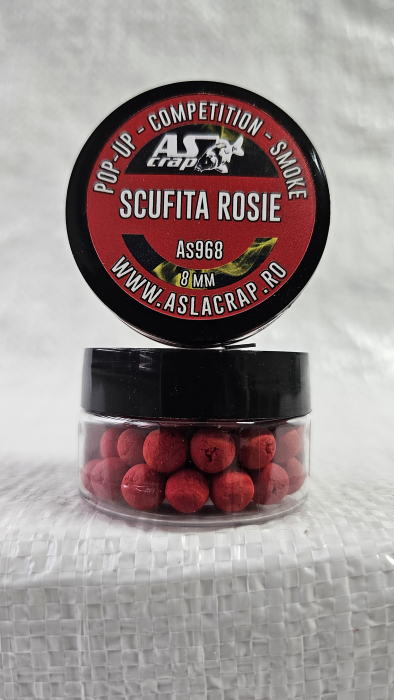 POP-UP - COMPETITION - SMOKE
AS
crap
SCUFITA ROSIE
As968
8 MM
WWW.ASLACRAP.RO